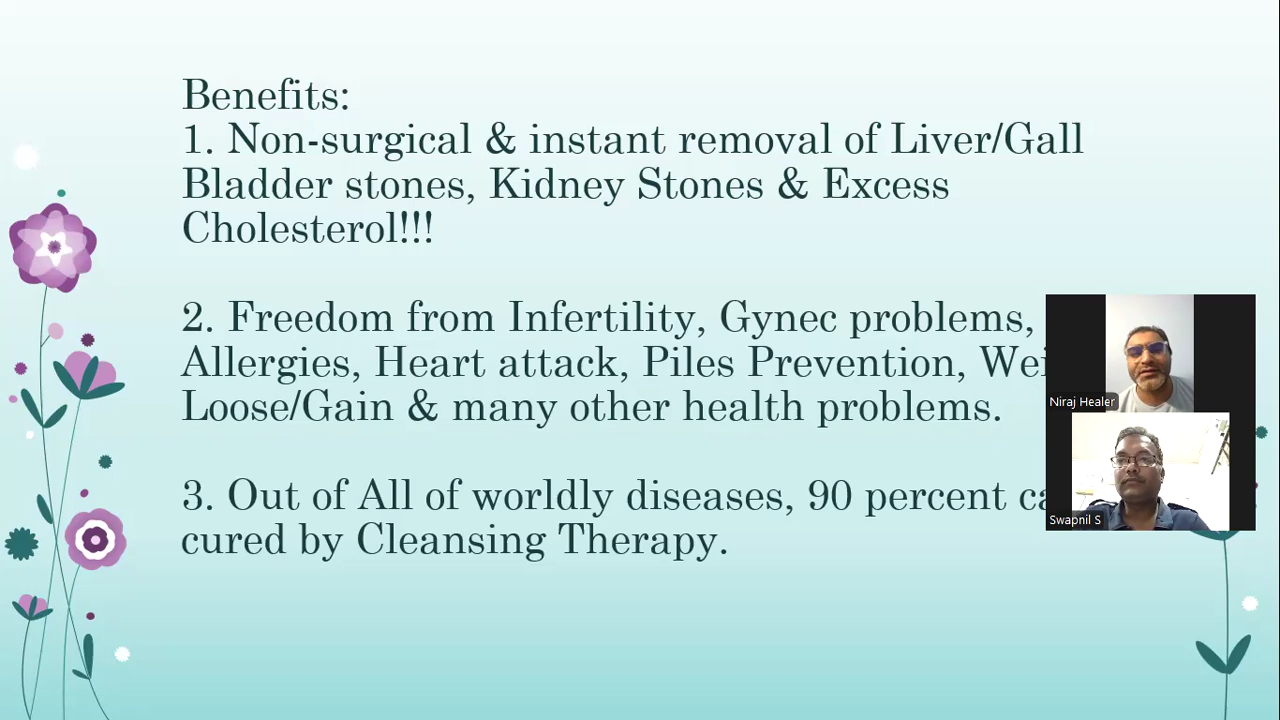 Benefits:
1. Non-surgical & instant removal of Liver/Gall
Bladder stones, Kidney Stones & Excess
Cholesterol!!!
2. Freedom from Infertility, Gynec problems,
Allergies, Heart attack, Piles Prevention,
Loose/Gain & many other health problems.
3. Out of All of worldly diseases, 90 percent
cured by Cleansing Therapy.
Niraj Healer
Swapnil S